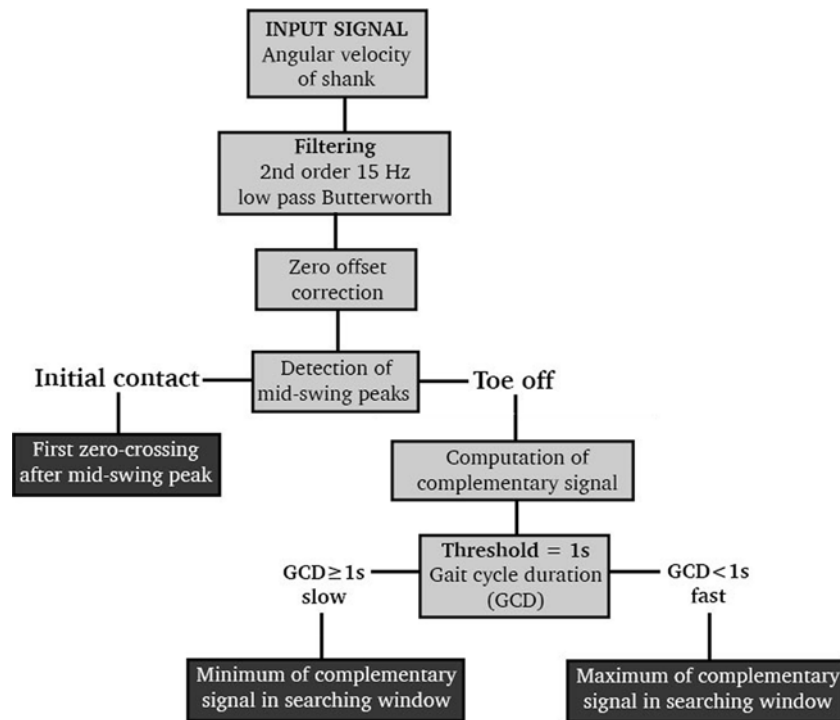 INPUT SIGNAL
Angular velocity
of shank
Filtering
2nd order 15 Hz
low pass Butterworth
Zero offset
correction
Initial contact
Detection of
mid-swing peaks
Toe off
First zero-crossing
after mid-swing peak
Computation of
complementary signal
Threshold = 1s
Gait cycle duration
(GCD)
GCD≥1s
slow
GCD<1s
fast
Minimum of complementary
signal in searching window
Maximum of complementary
signal in searching window